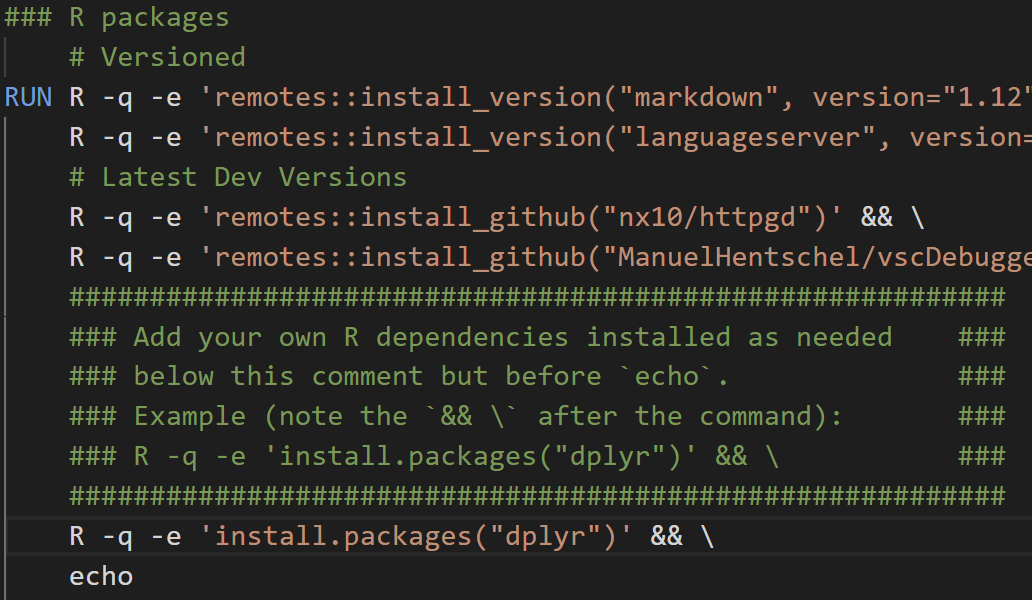 ### R packages
# Versioned
RUN R -q -e 'remotes::install_version("markdown", version="1.12"
R -q -e 'remotes::install_version("languageserver", version=
# Latest Dev Versions
R -q -e 'remotes::install_github("nx10/httpgd")' && \
R -q -e 'remotes::install_github("ManuelHentschel/vscDebugge
##########################################################
### Add your own R dependencies installed as needed    ###
### below this comment but before `echo`.              ###
### Example (note the `&& \` after the command):       ###
### R -q -e 'install.packages("dplyr")' && \           ###
##########################################################
R -q -e 'install.packages("dplyr")' && \
echo